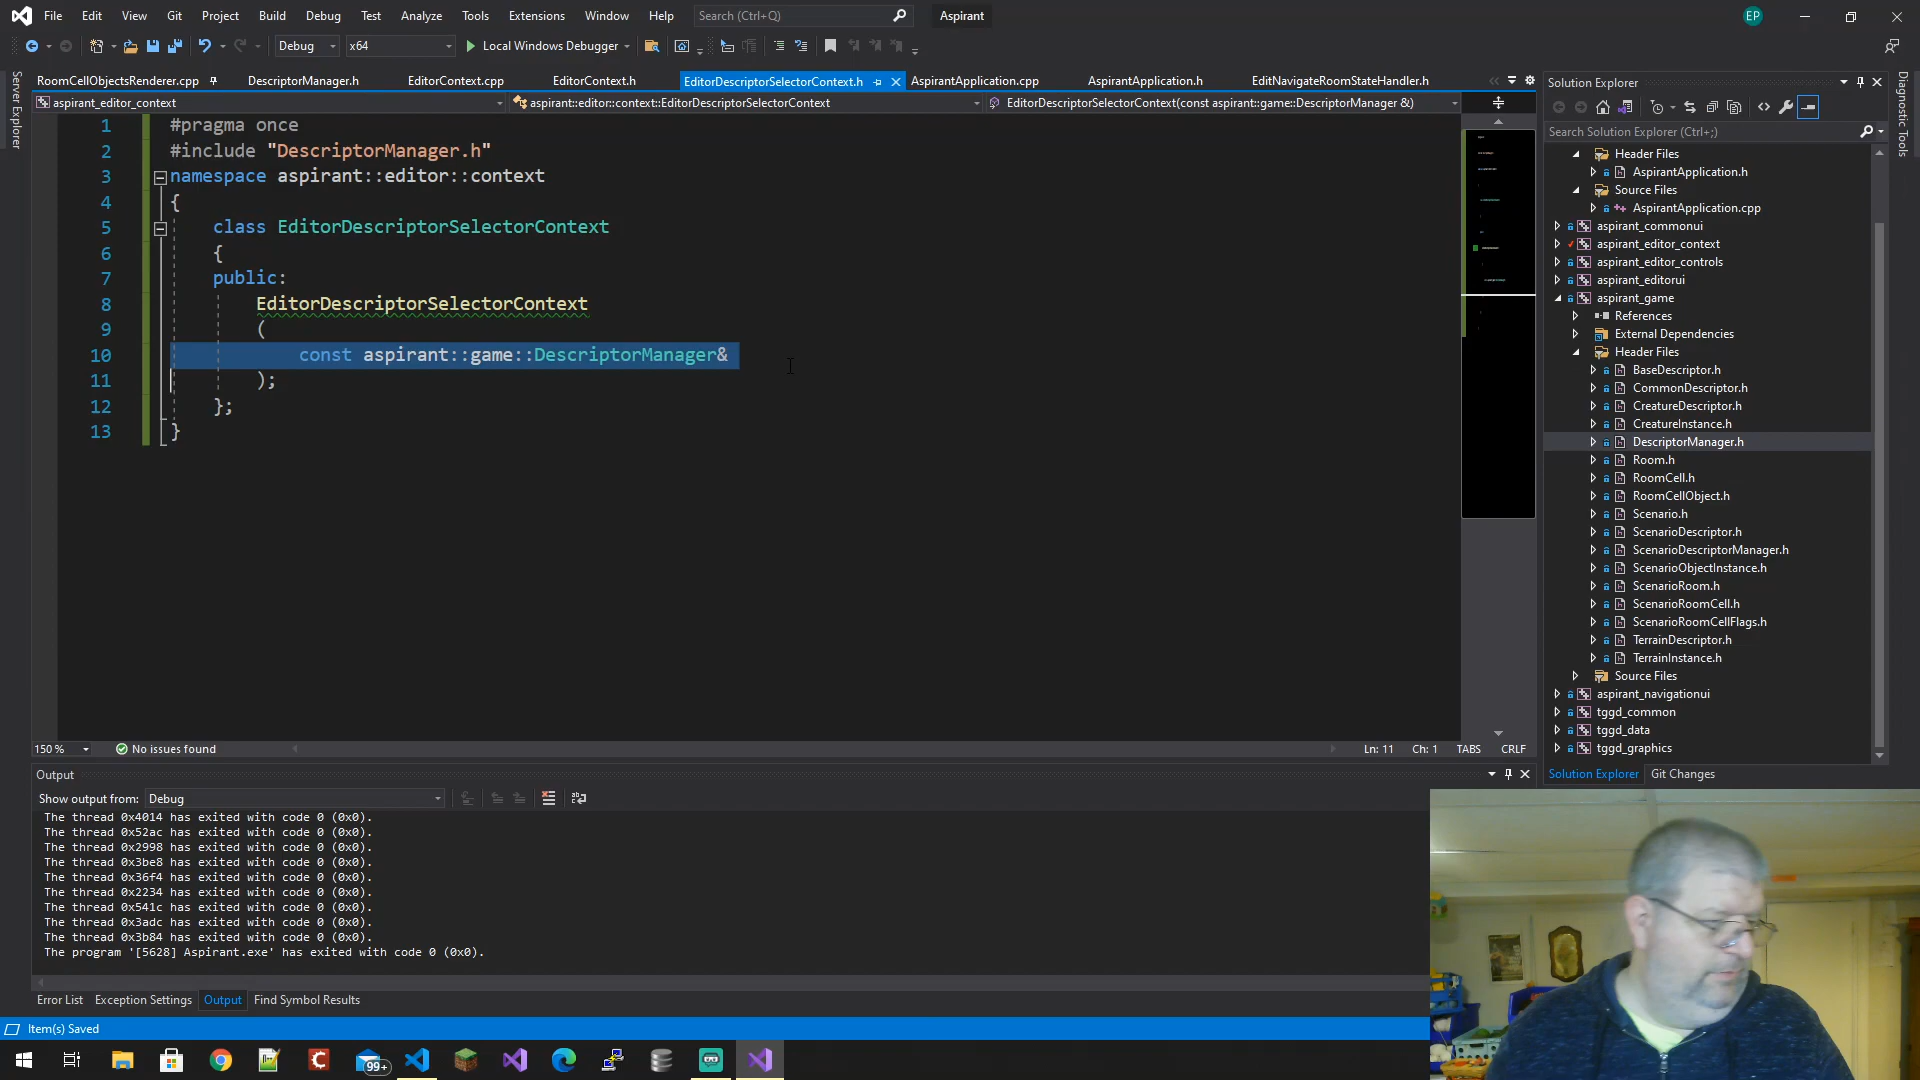 File Edit View Git Project Build Debug Test Analyze Tools Extensions Window Help Search (Ctrl+Q) Aspirant EP
Debug x64 Local Windows Debugger
RoomCellObjectsRenderer.cpp DescriptorManager.h EditorContext.cpp EditorContext.h EditorDescriptorSelectorContext.h AspirantApplication.cpp AspirantApplication.h EditNavigateRoomStateHandler.h
aspirant_editor_context aspirant::editor::context::EditorDescriptorSelectorContext EditorDescriptorSelectorContext(const aspirant::game::DescriptorManager &)
Server Explorer
1 #pragma once
2 #include "DescriptorManager.h"
3 namespace aspirant::editor::context
4 {
5 class EditorDescriptorSelectorContext
6 {
7 public:
8 EditorDescriptorSelectorContext
9 (
10 const aspirant::game::DescriptorManager&
11 );
12 };
13 }
150 % No issues found Ln: 11 Ch: 1 TABS CRLF
Output
Show output from: Debug
The thread 0x4014 has exited with code 0 (0x0).
The thread 0x52ac has exited with code 0 (0x0).
The thread 0x2998 has exited with code 0 (0x0).
The thread 0x3be8 has exited with code 0 (0x0).
The thread 0x36f4 has exited with code 0 (0x0).
The thread 0x2234 has exited with code 0 (0x0).
The thread 0x541c has exited with code 0 (0x0).
The thread 0x3adc has exited with code 0 (0x0).
The thread 0x3b84 has exited with code 0 (0x0).
The program '[5628] Aspirant.exe' has exited with code 0 (0x0).
Error List Exception Settings Output Find Symbol Results
Item(s) Saved
99+
Solution Explorer
Search Solution Explorer (Ctrl+;)
Header Files
AspirantApplication.h
Source Files
AspirantApplication.cpp
aspirant_commonui
aspirant_editor_context
aspirant_editor_controls
aspirant_editorui
aspirant_game
References
External Dependencies
Header Files
BaseDescriptor.h
CommonDescriptor.h
CreatureDescriptor.h
CreatureInstance.h
DescriptorManager.h
Room.h
RoomCell.h
RoomCellObject.h
Scenario.h
ScenarioDescriptor.h
ScenarioDescriptorManager.h
ScenarioObjectInstance.h
ScenarioRoom.h
ScenarioRoomCell.h
ScenarioRoomCellFlags.h
TerrainDescriptor.h
TerrainInstance.h
Source Files
aspirant_navigationui
tggd_common
tggd_data
tggd_graphics
Solution Explorer Git Changes
Diagnostic Tools